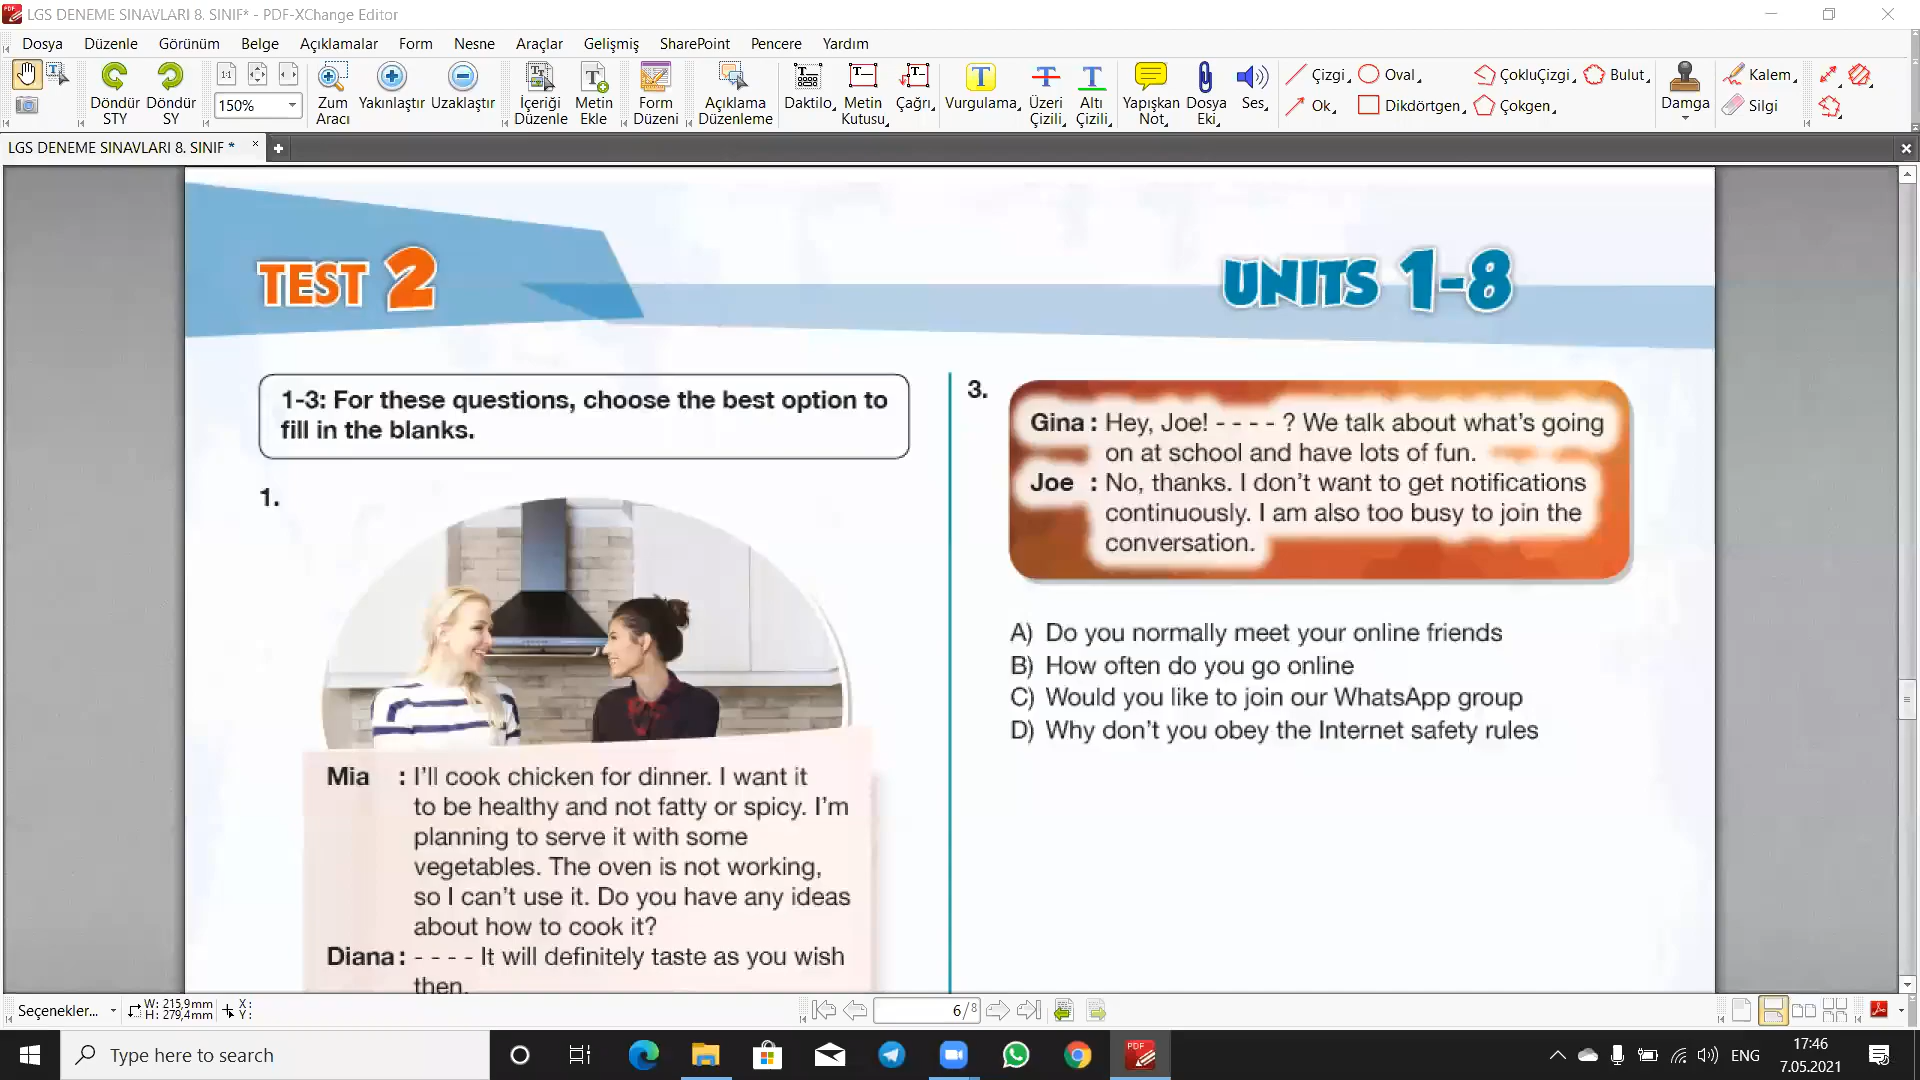 LGS DENEME SINAVLARI 8. SINIF* - PDF-XChange Editor
Dosya Düzenle Görünüm Belge Açıklamalar Form Nesne Araçlar Gelişmiş SharePoint Pencere Yardım
Döndür STY
Döndür SY
1:1
150%
Zum Aracı
Yakınlaştır
Uzaklaştır
İçeriği Düzenle
Metin Ekle
Form Düzeni
Açıklama Düzenleme
Daktilo
Metin Kutusu
Çağrı
Vurgulama
Üzeri Çizili
Altı Çizili
Yapışkan Not
Dosya Eki
Ses
Çizgi
Ok
Oval
Dikdörtgen
ÇokluÇizgi
Çokgen
Bulut
Damga
Kalem
Silgi
LGS DENEME SINAVLARI 8. SINIF *
TEST 2
UNITS 1-8
1-3: For these questions, choose the best option to
fill in the blanks.
1.
Mia : I'll cook chicken for dinner. I want it
to be healthy and not fatty or spicy. I'm
planning to serve it with some
vegetables. The oven is not working,
so I can't use it. Do you have any ideas
about how to cook it?
Diana : - - - - It will definitely taste as you wish
then.
3.
Gina : Hey, Joe! - - - - ? We talk about what's going
on at school and have lots of fun.
Joe : No, thanks. I don't want to get notifications
continuously. I am also too busy to join the
conversation.
A) Do you normally meet your online friends
B) How often do you go online
C) Would you like to join our WhatsApp group
D) Why don't you obey the Internet safety rules
Seçenekler...
W: 215,9mm
H: 279,4mm
X:
Y:
6/8
Type here to search
ENG
17:46
7.05.2021